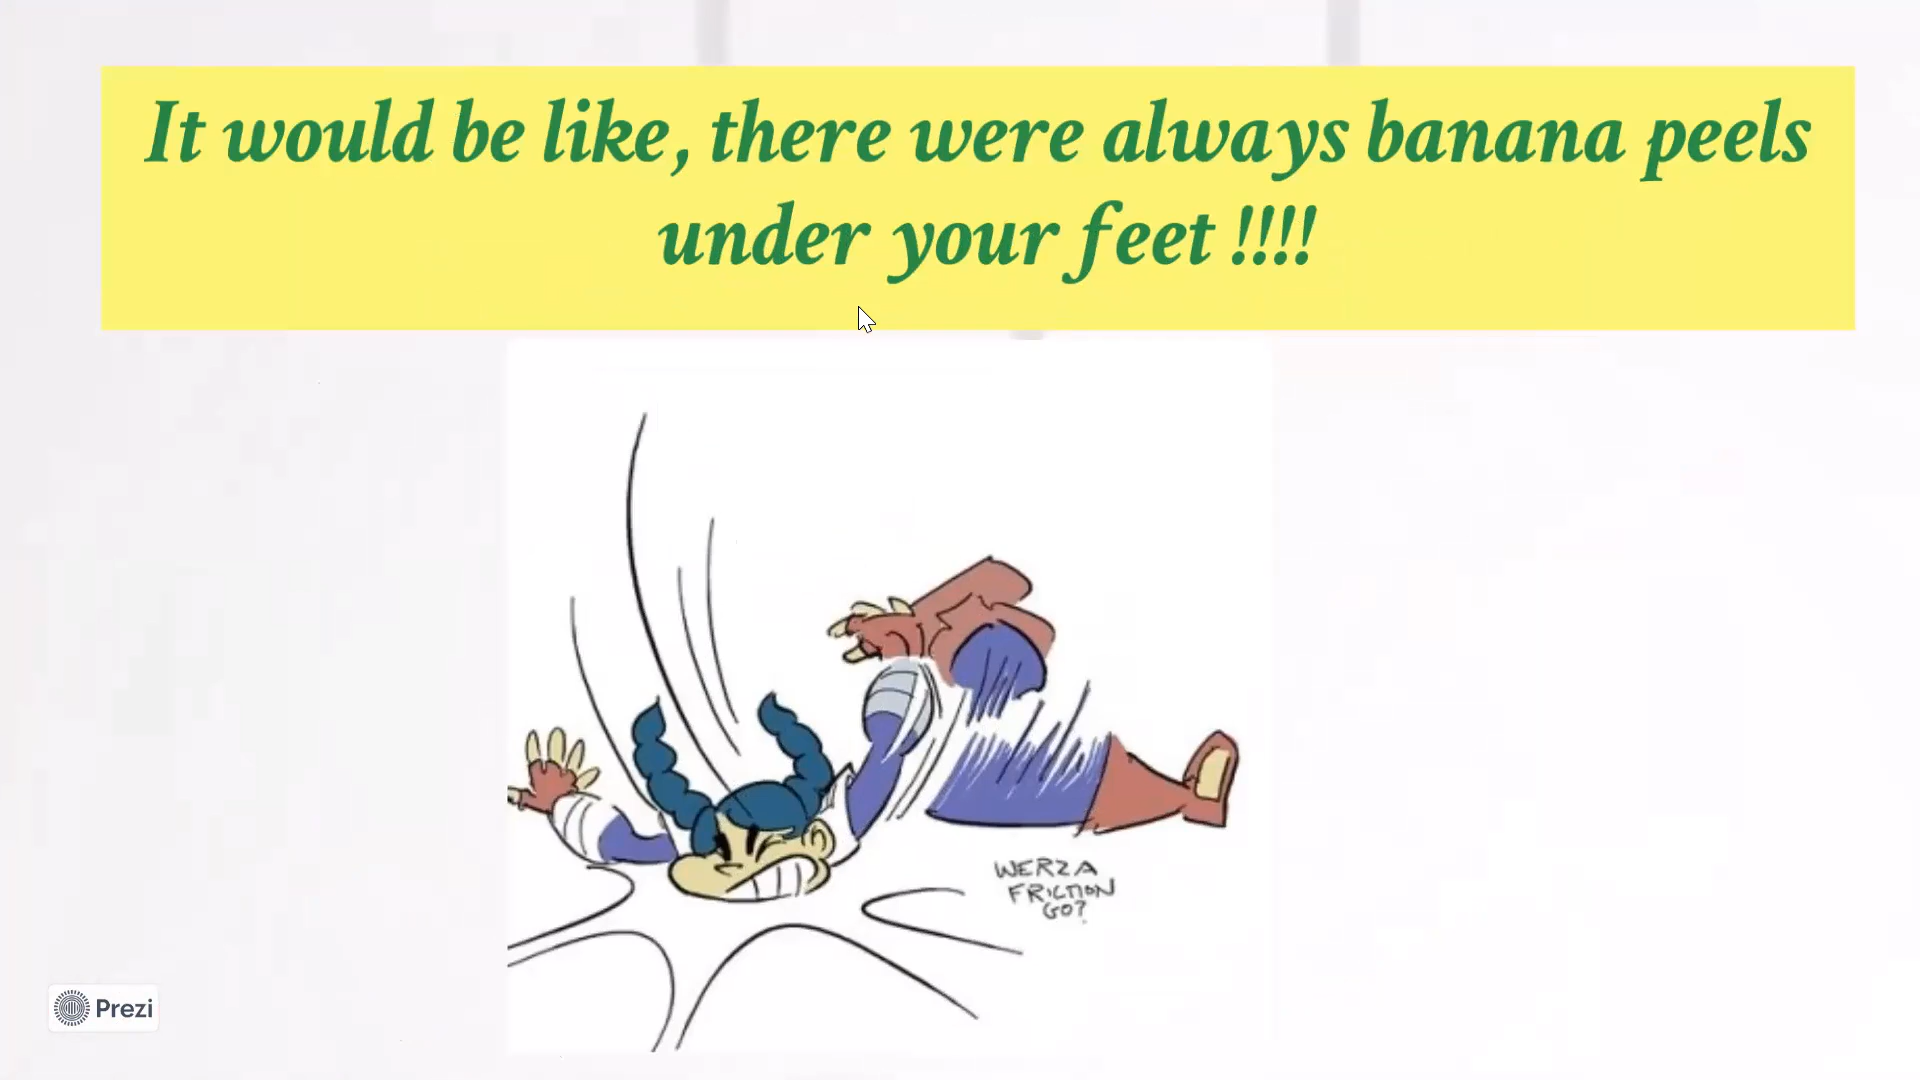 It would be like, there were always banana peels
under your feet !!!!
WERZA
FRICTION
GO?
Prezi